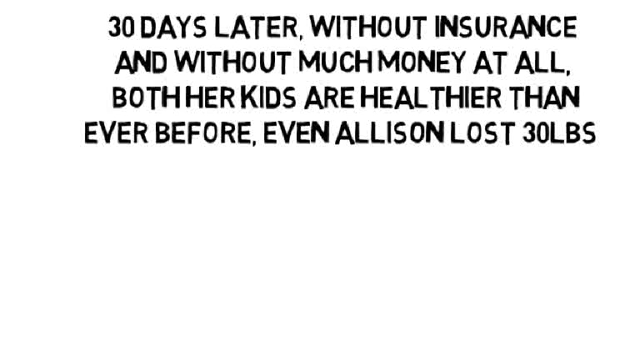 30 DAYS LATER, WITHOUT INSURANCE
AND WITHOUT MUCH MONEY AT ALL,
BOTH HER KIDS ARE HEALTHIER THAN
EVER BEFORE, EVEN ALLISON LOST 30LBS